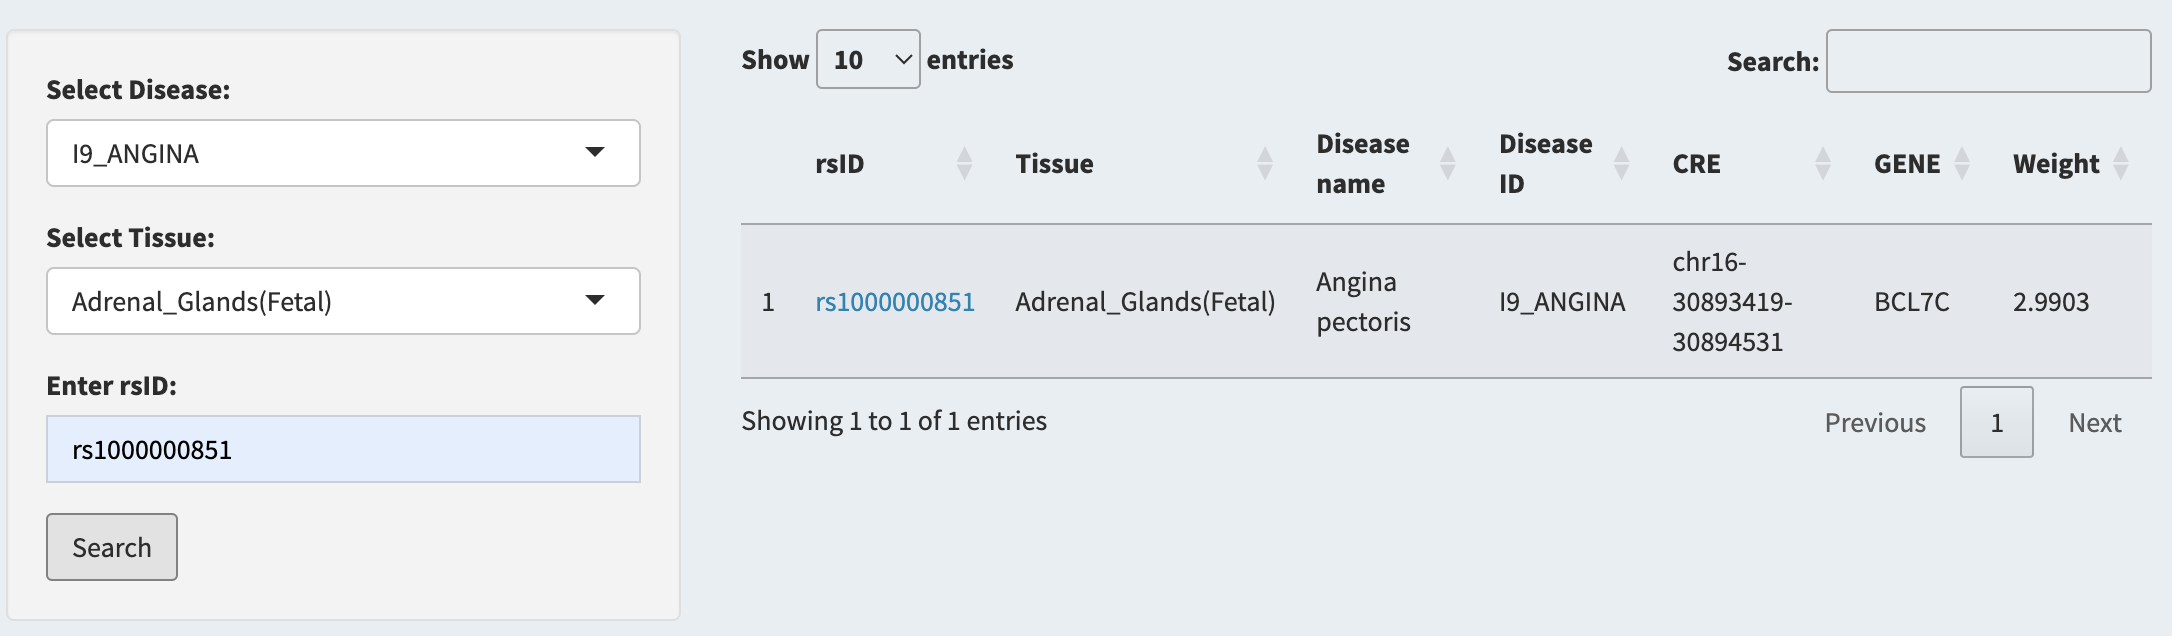 Select Disease:
I9_ANGINA
Select Tissue:
Adrenal_Glands(Fetal)
Enter rsID:
rs1000000851
Search
Show 10 entries
Search:
rsID Tissue Disease name Disease ID CRE GENE Weight
1 rs1000000851 Adrenal_Glands(Fetal) Angina pectoris I9_ANGINA chr16-30893419-30894531 BCL7C 2.9903
Showing 1 to 1 of 1 entries
Previous 1 Next